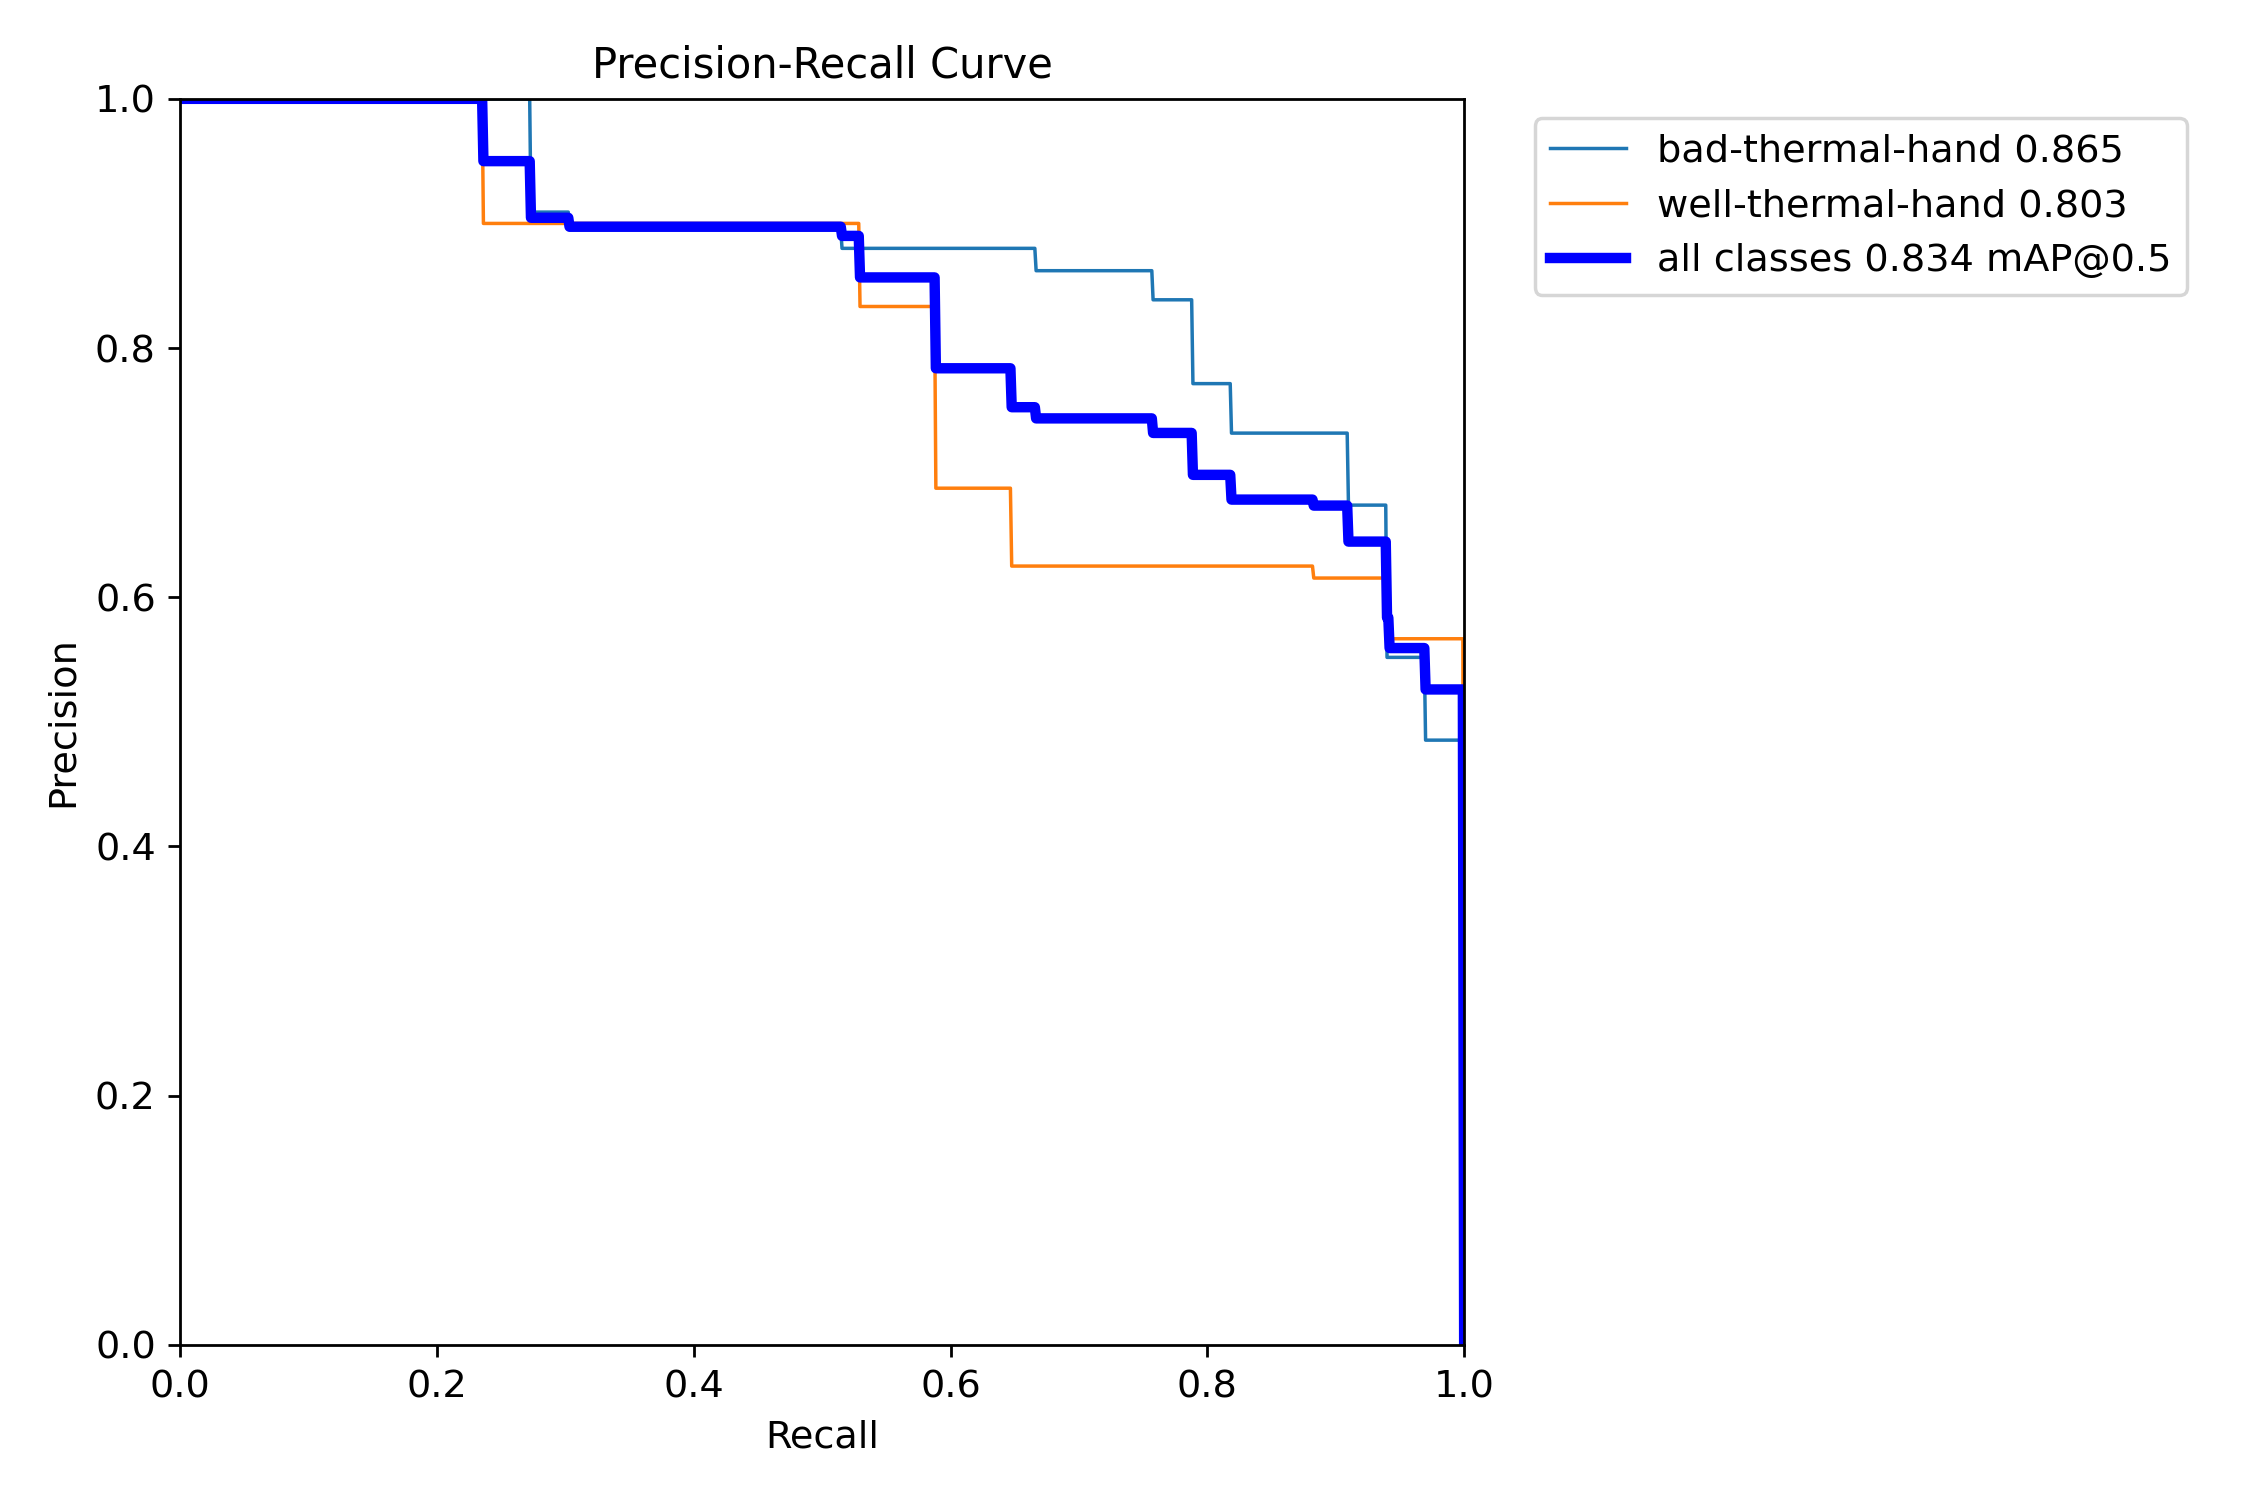 Precision-Recall Curve
1.0
0.8
0.6
0.4
0.2
0.0
Precision
0.0 0.2 0.4 0.6 0.8 1.0
Recall
bad-thermal-hand 0.865
well-thermal-hand 0.803
all classes 0.834 mAP@0.5